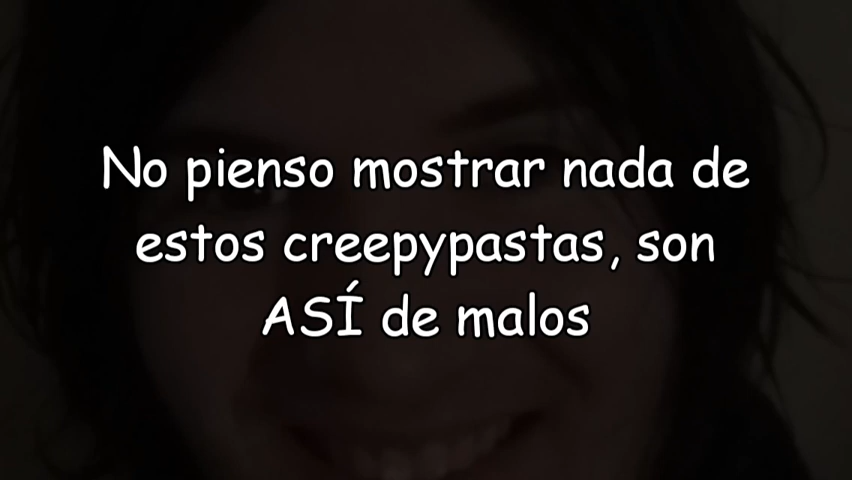 No pienso mostrar nada de
estos creepypastas, son
ASÍ de malos